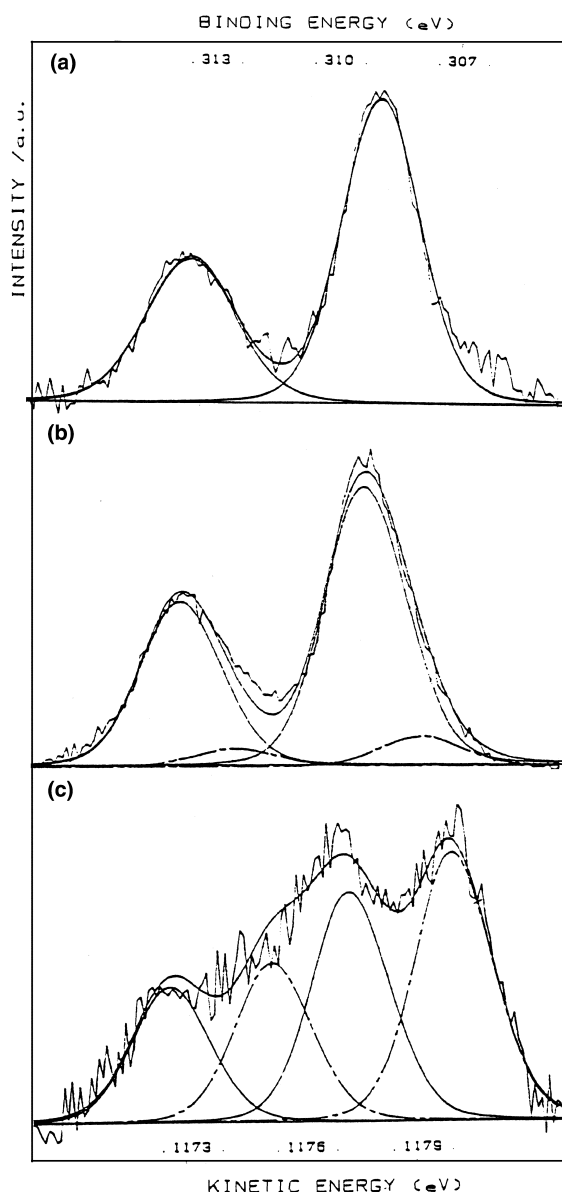 BINDING ENERGY (eV)
(a)
.313 . .310 . .307 .
INTENSITY /a.u.
(b)
(c)
.1173 . .1176 . .1179 .
KINETIC ENERGY (eV)